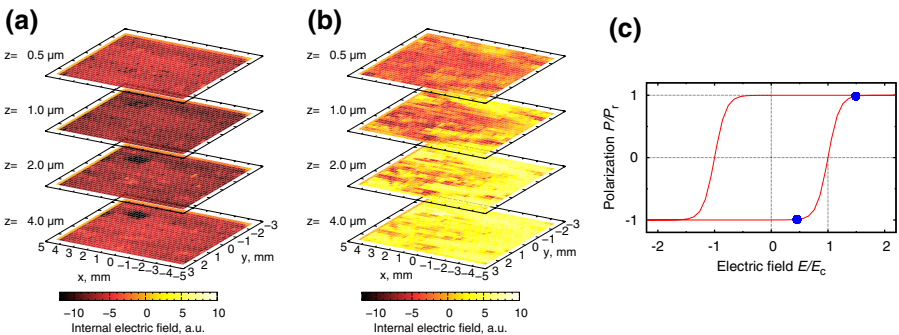 (a)
z= 0.5 µm
z= 1.0 µm
z= 2.0 µm
z= 4.0 µm
5 4 3 2 1 0 −1−2−3−4−5
x, mm
3 2 1 0 −1 −2 −3
y, mm
−10 −5 0 5 10
Internal electric field, a.u.
(b)
z= 0.5 µm
z= 1.0 µm
z= 2.0 µm
z= 4.0 µm
5 4 3 2 1 0 −1−2−3−4−5
x, mm
3 2 1 0 −1 −2 −3
y, mm
−10 −5 0 5 10
Internal electric field, a.u.
(c)
Polarization P/Pr
1
0
-1
-2 -1 0 1 2
Electric field E/Ec